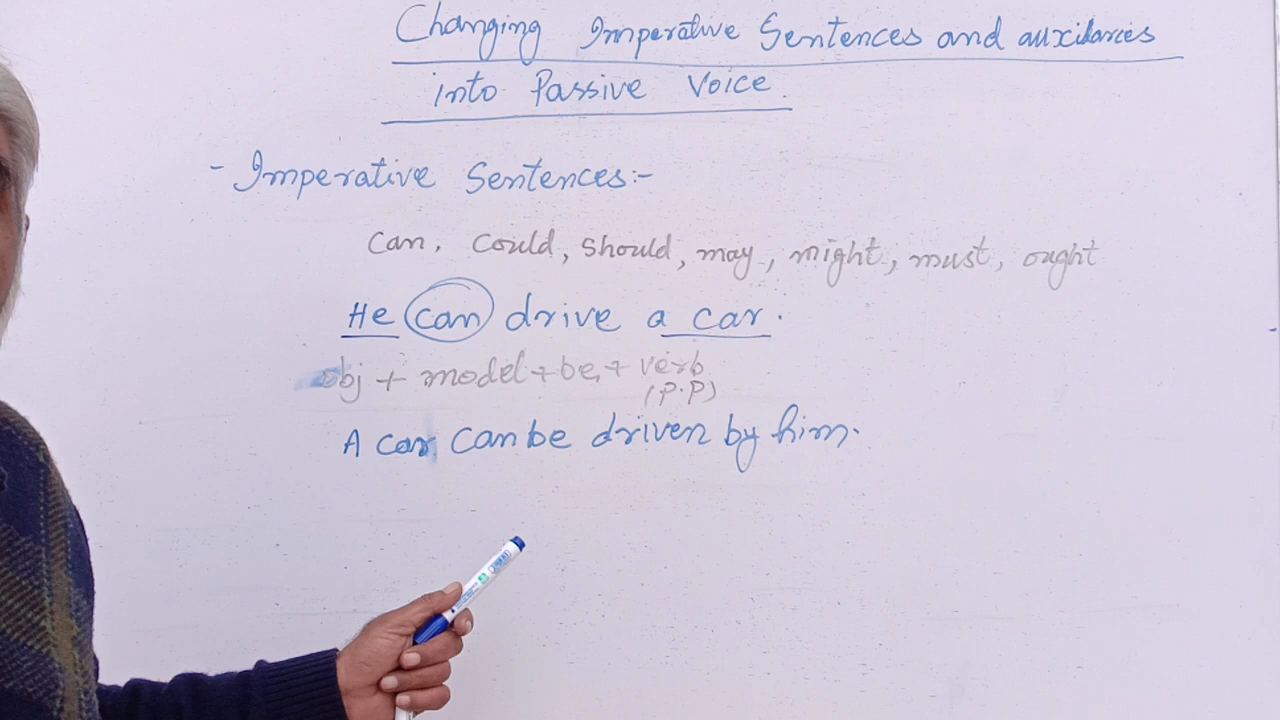 Changing Imperative Sentences and auxilaries
into Passive Voice.
- Imperative Sentences:-
Can, Could, Should, may, might, must, ought
He can drive a car.
obj + model + be + verb
(P.P)
A car can be driven by him.